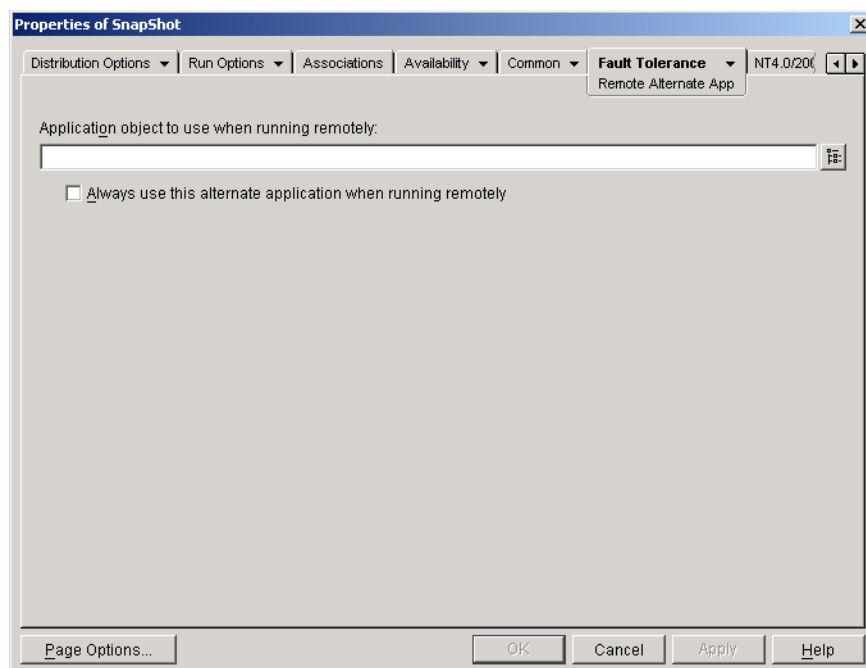 Properties of SnapShot
Distribution Options Run Options Associations Availability Common Fault Tolerance NT4.0/200
Remote Alternate App
Application object to use when running remotely:
Always use this alternate application when running remotely
Page Options... OK Cancel Apply Help